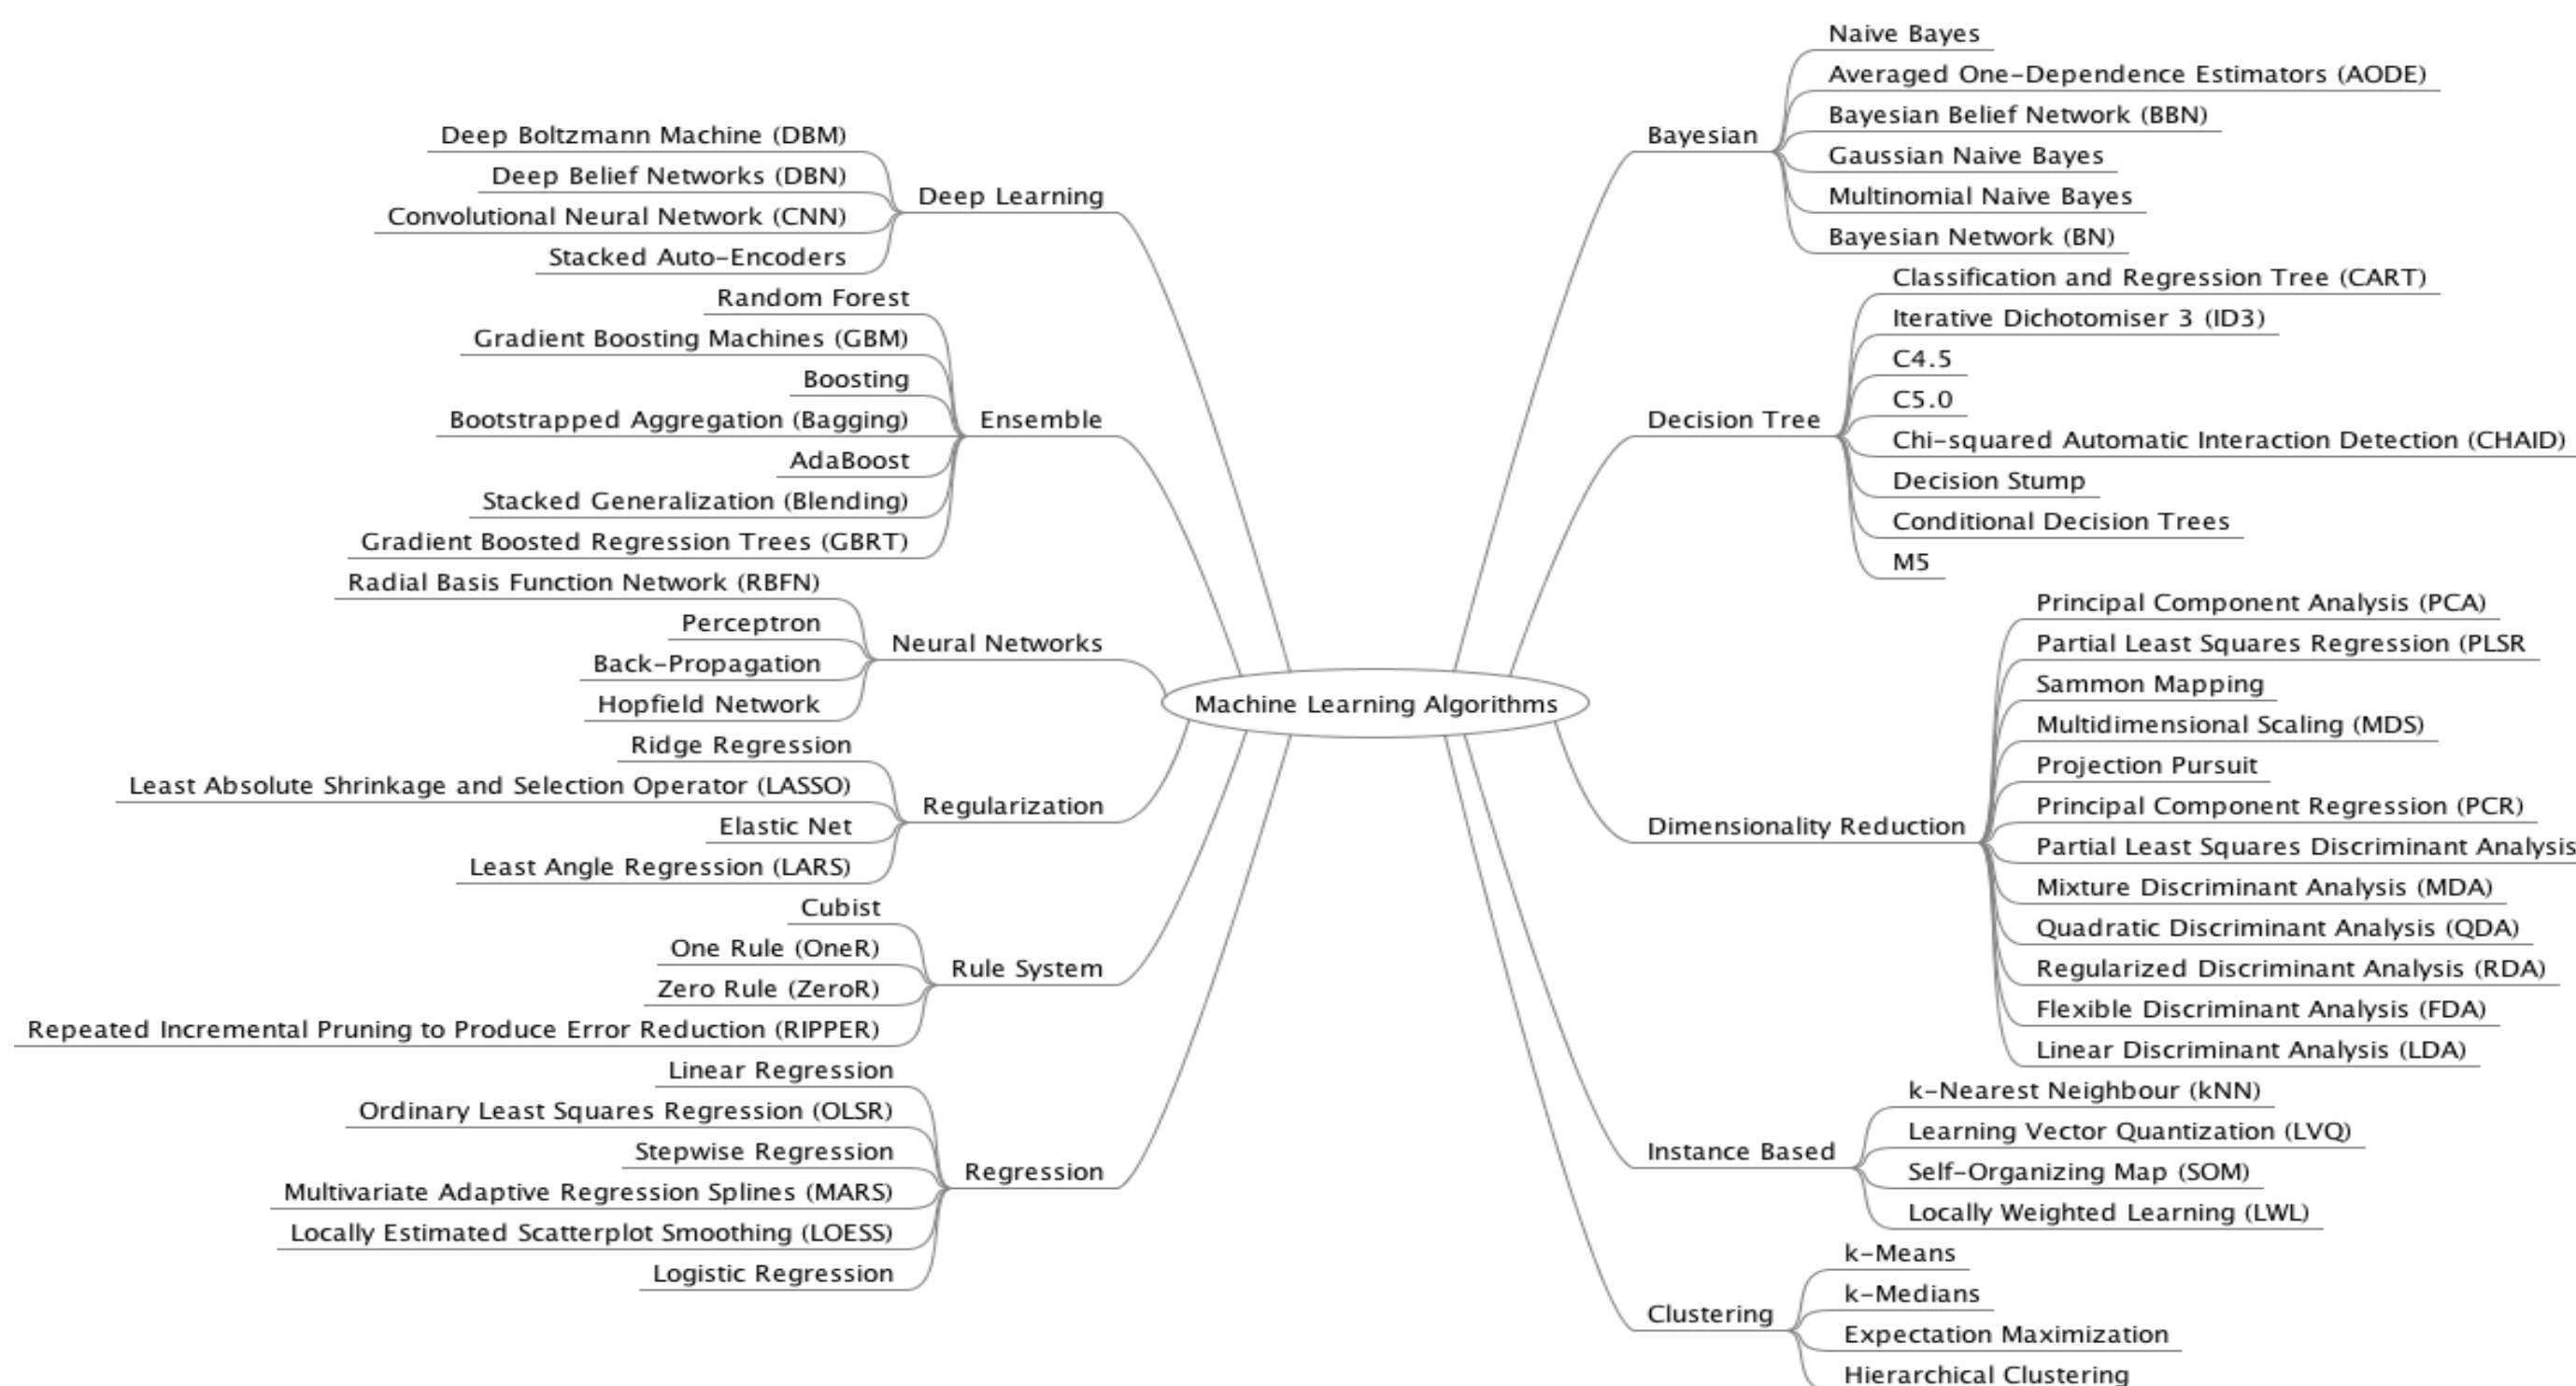 Machine Learning Algorithms
Deep Learning
Deep Boltzmann Machine (DBM)
Deep Belief Networks (DBN)
Convolutional Neural Network (CNN)
Stacked Auto-Encoders
Ensemble
Random Forest
Gradient Boosting Machines (GBM)
Boosting
Bootstrapped Aggregation (Bagging)
AdaBoost
Stacked Generalization (Blending)
Gradient Boosted Regression Trees (GBRT)
Neural Networks
Radial Basis Function Network (RBFN)
Perceptron
Back-Propagation
Hopfield Network
Regularization
Ridge Regression
Least Absolute Shrinkage and Selection Operator (LASSO)
Elastic Net
Least Angle Regression (LARS)
Rule System
Cubist
One Rule (OneR)
Zero Rule (ZeroR)
Repeated Incremental Pruning to Produce Error Reduction (RIPPER)
Regression
Linear Regression
Ordinary Least Squares Regression (OLSR)
Stepwise Regression
Multivariate Adaptive Regression Splines (MARS)
Locally Estimated Scatterplot Smoothing (LOESS)
Logistic Regression
Bayesian
Naive Bayes
Averaged One-Dependence Estimators (AODE)
Bayesian Belief Network (BBN)
Gaussian Naive Bayes
Multinomial Naive Bayes
Bayesian Network (BN)
Decision Tree
Classification and Regression Tree (CART)
Iterative Dichotomiser 3 (ID3)
C4.5
C5.0
Chi-squared Automatic Interaction Detection (CHAID)
Decision Stump
Conditional Decision Trees
M5
Dimensionality Reduction
Principal Component Analysis (PCA)
Partial Least Squares Regression (PLSR
Sammon Mapping
Multidimensional Scaling (MDS)
Projection Pursuit
Principal Component Regression (PCR)
Partial Least Squares Discriminant Analysis
Mixture Discriminant Analysis (MDA)
Quadratic Discriminant Analysis (QDA)
Regularized Discriminant Analysis (RDA)
Flexible Discriminant Analysis (FDA)
Linear Discriminant Analysis (LDA)
Instance Based
k-Nearest Neighbour (kNN)
Learning Vector Quantization (LVQ)
Self-Organizing Map (SOM)
Locally Weighted Learning (LWL)
Clustering
k-Means
k-Medians
Expectation Maximization
Hierarchical Clustering